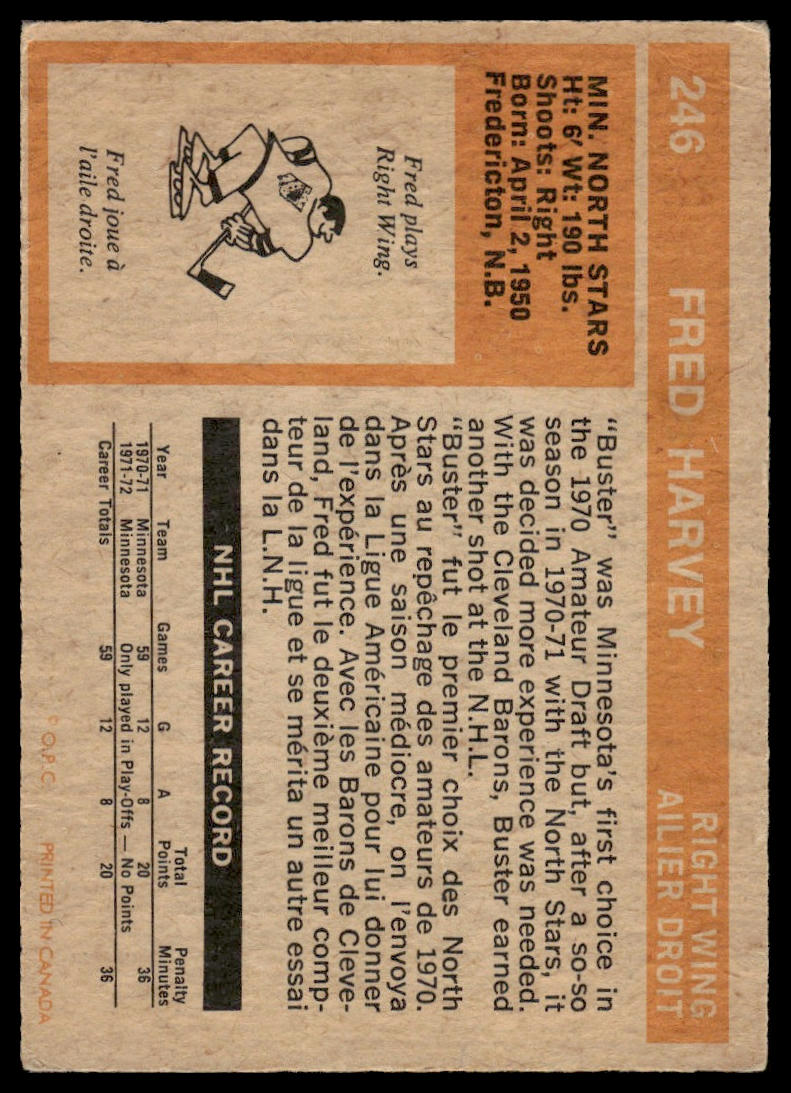 246 FRED HARVEY
RIGHT WING
AILIER DROIT
MIN. NORTH STARS
Ht: 6' Wt: 190 lbs.
Shoots: Right
Born: April 2, 1950
Fredericton, N.B.
Fred plays
Right Wing.
Fred joue à
l'aile droite.
"Buster" was Minnesota's first choice in
the 1970 Amateur Draft but, after a so-so
season in 1970-71 with the North Stars, it
was decided more experience was needed.
With the Cleveland Barons, Buster earned
another shot at the N.H.L.
"Buster" fut le premier choix des North
Stars au repêchage des amateurs de 1970.
Après une saison médiocre, on l'envoya
dans la Ligue Américaine pour lui donner
de l'expérience. Avec les Barons de Cleve-
land, Fred fut le deuxième meilleur comp-
teur de la ligue et se mérita un autre essai
dans la L.N.H.
NHL CAREER RECORD
Year Team Games G A Total Points Penalty Minutes
1970-71 Minnesota 59 12 8 20 36
1971-72 Minnesota Only played in Play-Offs — No Points
Career Totals 59 12 8 20 36
© O.P.C. PRINTED IN CANADA